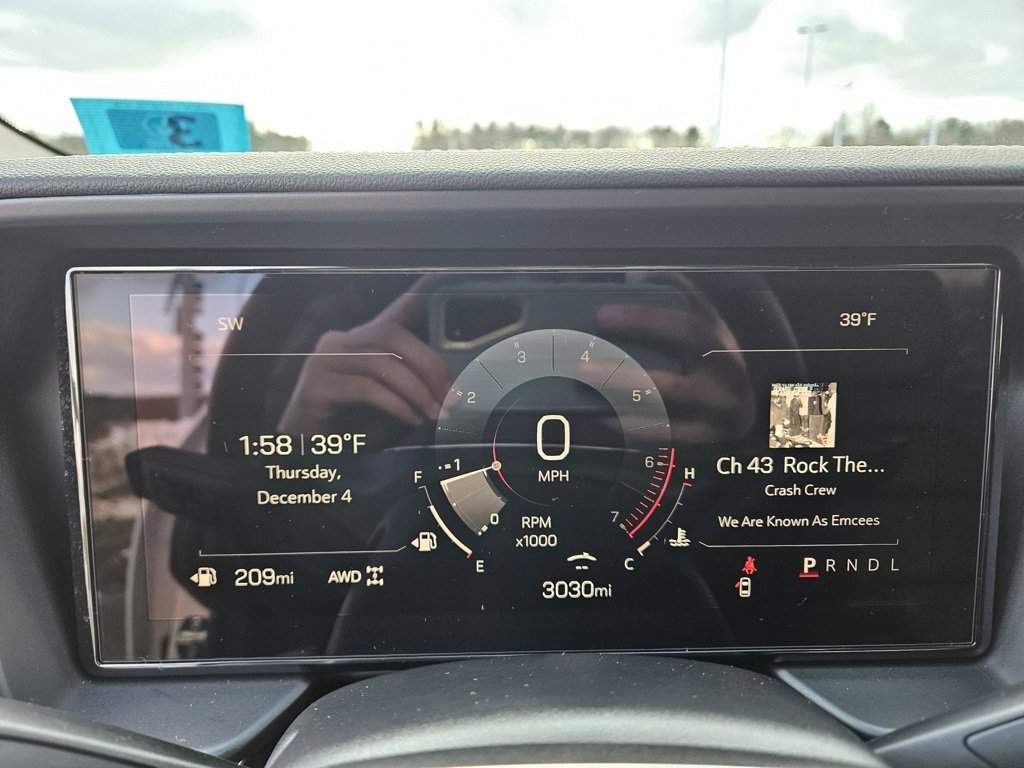 3
SW
39°F
1:58 | 39°F
Thursday,
December 4
209mi
AWD
F
E
0
1
2
3
4
5
6
7
0
MPH
RPM
x1000
H
C
3030mi
Ch 43 Rock The...
Crash Crew
We Are Known As Emcees
P R N D L